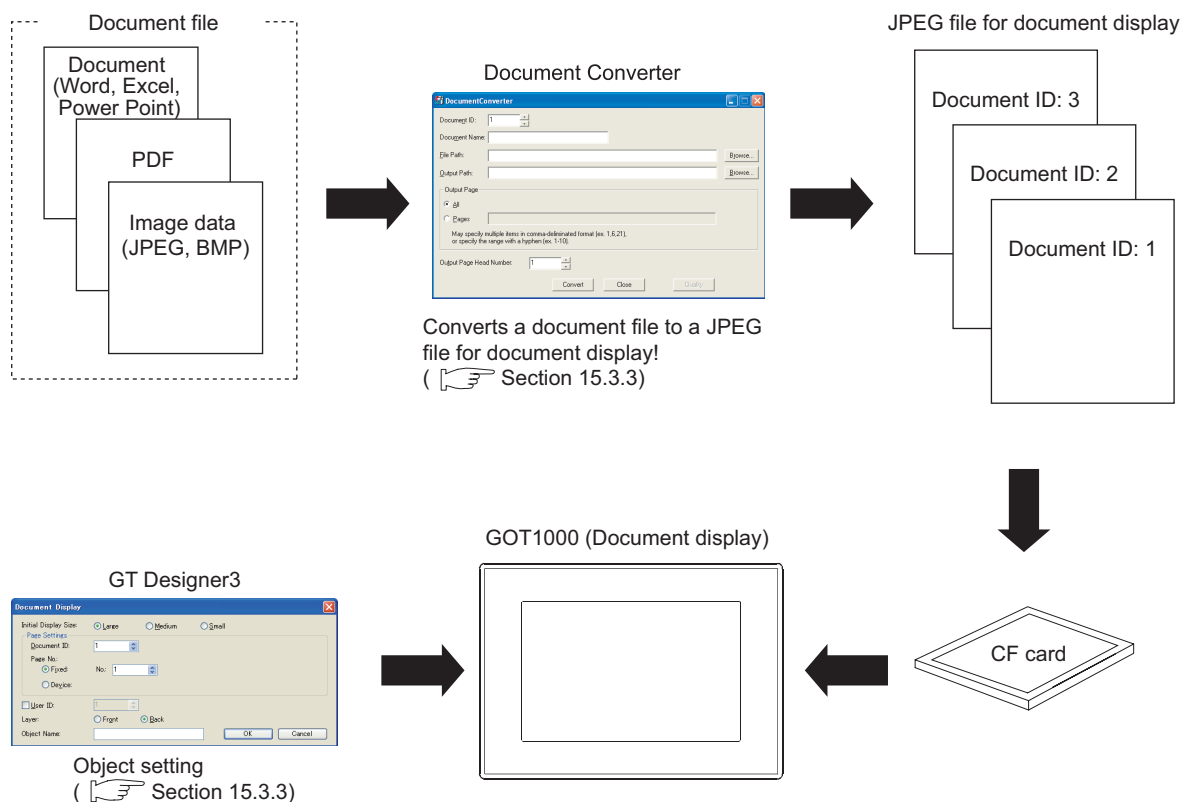 Document file
Document
(Word, Excel,
Power Point)
PDF
Image data
(JPEG, BMP)
Document Converter
DocumentConverter
Document ID: 1
Document Name:
File Path: Browse...
Output Path: Browse...
Output Page
All
Pages:
May specify multiple items in comma-deliminated format (ex. 1,6,21),
or specify the range with a hyphen (ex. 1-10).
Output Page Head Number: 1
Convert Close Quality
Converts a document file to a JPEG
file for document display!
( Section 15.3.3)
JPEG file for document display
Document ID: 3
Document ID: 2
Document ID: 1
CF card
GOT1000 (Document display)
GT Designer3
Document Display
Initial Display Size: Large Medium Small
Page Settings
Document ID: 1
Page No.:
Fixed: No.: 1
Device:
User ID: 1
Layer: Front Back
Object Name: OK Cancel
Object setting
( Section 15.3.3)